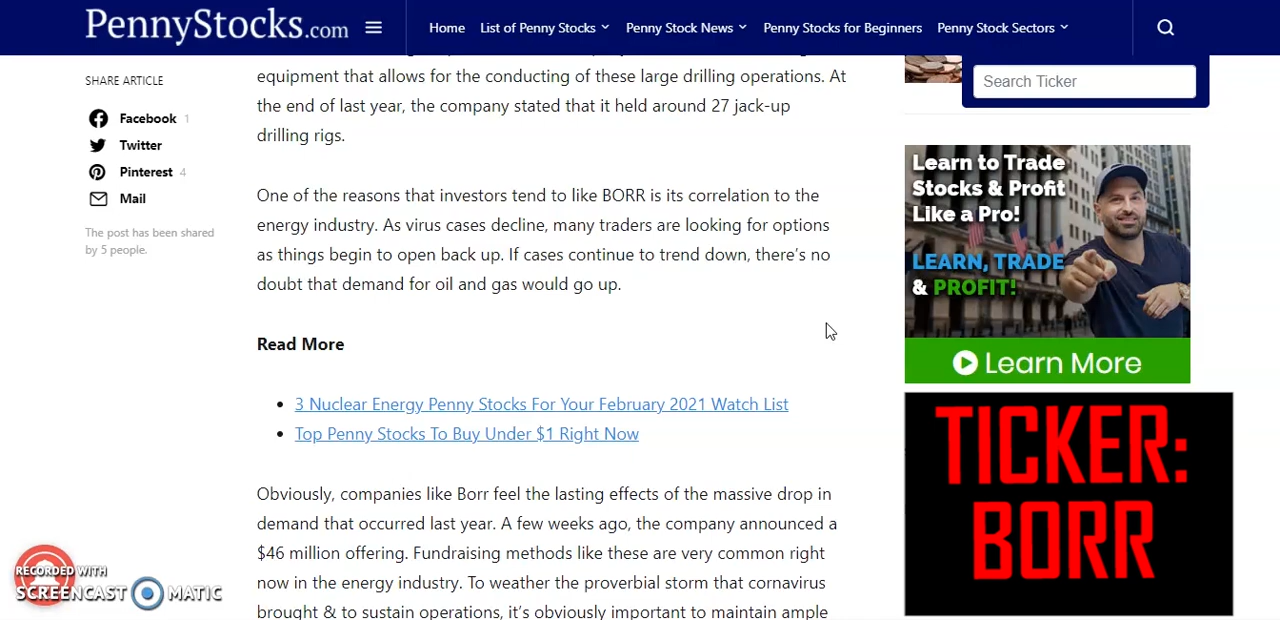 PennyStocks.com
Home
List of Penny Stocks
Penny Stock News
Penny Stocks for Beginners
Penny Stock Sectors
SHARE ARTICLE
Facebook 1
Twitter
Pinterest 4
Mail
The post has been shared
by 5 people.
equipment that allows for the conducting of these large drilling operations. At
the end of last year, the company stated that it held around 27 jack-up
drilling rigs.
One of the reasons that investors tend to like BORR is its correlation to the
energy industry. As virus cases decline, many traders are looking for options
as things begin to open back up. If cases continue to trend down, there's no
doubt that demand for oil and gas would go up.
Read More
3 Nuclear Energy Penny Stocks For Your February 2021 Watch List
Top Penny Stocks To Buy Under $1 Right Now
Obviously, companies like Borr feel the lasting effects of the massive drop in
demand that occurred last year. A few weeks ago, the company announced a
$46 million offering. Fundraising methods like these are very common right
now in the energy industry. To weather the proverbial storm that cornavirus
brought & to sustain operations, it's obviously important to maintain ample
Search Ticker
Learn to Trade
Stocks & Profit
Like a Pro!
LEARN, TRADE
& PROFIT!
Learn More
TICKER:
BORR
RECORDED WITH
SCREENCAST MATIC